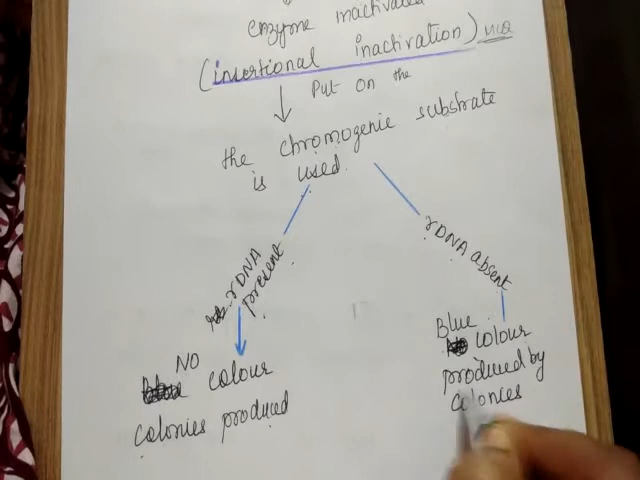 enzyme inactivated
(insertional inactivation) MCQ
Put on the
the chromogenic substrate
is used.
rDNA
present
rDNA absent
NO
colour
colonies produced
Blue
colour
produced by
colonies